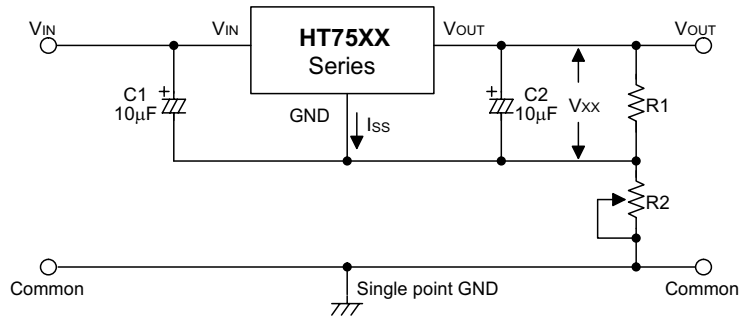 VIN
VIN
HT75XX
Series
VOUT
VOUT
C1
10μF
GND
ISS
C2
10μF
VXX
R1
R2
Common
Single point GND
Common